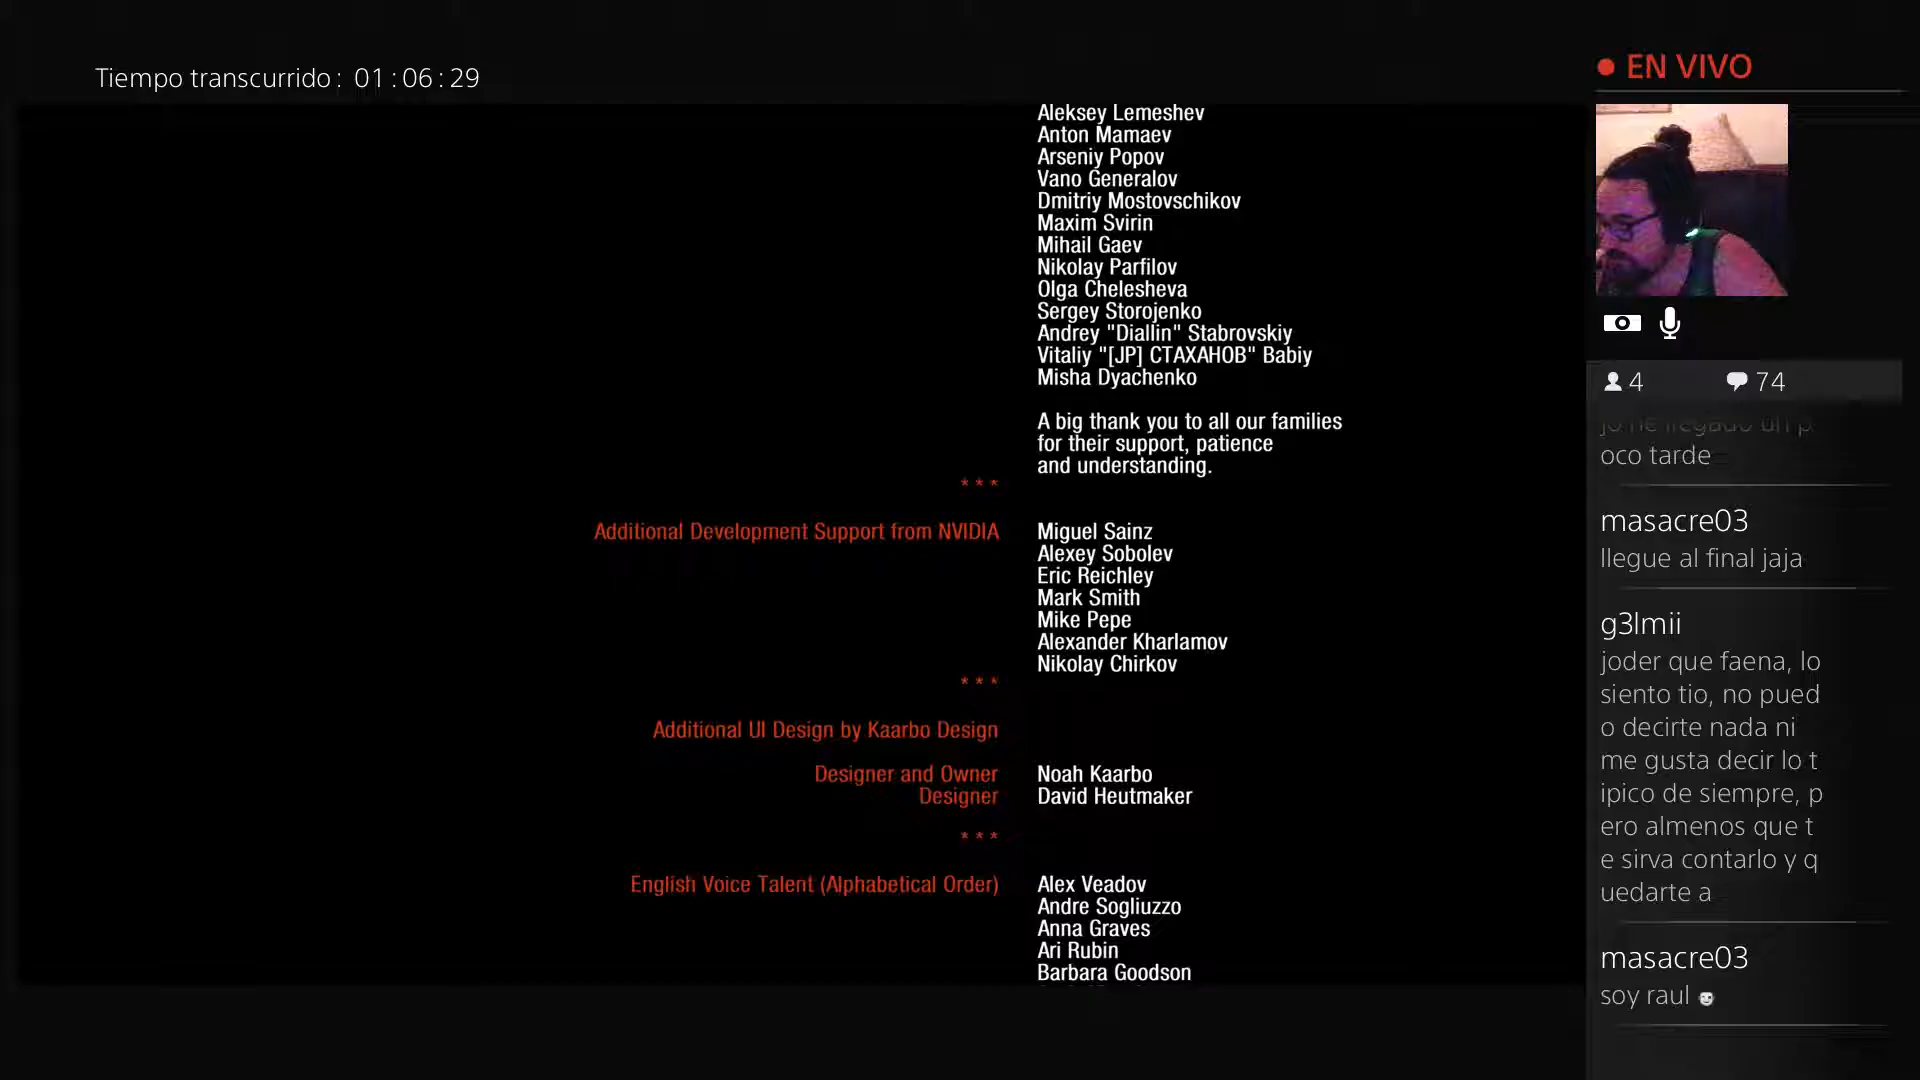 Tiempo transcurrido: 01:06:29
Aleksey Lemeshev
Anton Mamaev
Arseniy Popov
Vano Generalov
Dmitriy Mostovschikov
Maxim Svirin
Mihail Gaev
Nikolay Parfilov
Olga Chelesheva
Sergey Storojenko
Andrey "Diallin" Stabrovskiy
Vitaliy "[JP] CTAXAHOB" Babiy
Misha Dyachenko
A big thank you to all our families
for their support, patience
and understanding.
* * *
Additional Development Support from NVIDIA Miguel Sainz
Alexey Sobolev
Eric Reichley
Mark Smith
Mike Pepe
Alexander Kharlamov
Nikolay Chirkov
* * *
Additional UI Design by Kaarbo Design
Designer and Owner Noah Kaarbo
Designer David Heutmaker
* * *
English Voice Talent (Alphabetical Order) Alex Veadov
Andre Sogliuzzo
Anna Graves
Ari Rubin
Barbara Goodson
EN VIVO
4 74
jo he llegado un p
oco tarde
masacre03
llegue al final jaja
g3lmii
joder que faena, lo
siento tio, no pued
o decirte nada ni
me gusta decir lo t
ipico de siempre, p
ero almenos que t
e sirva contarlo y q
uedarte a
masacre03
soy raul